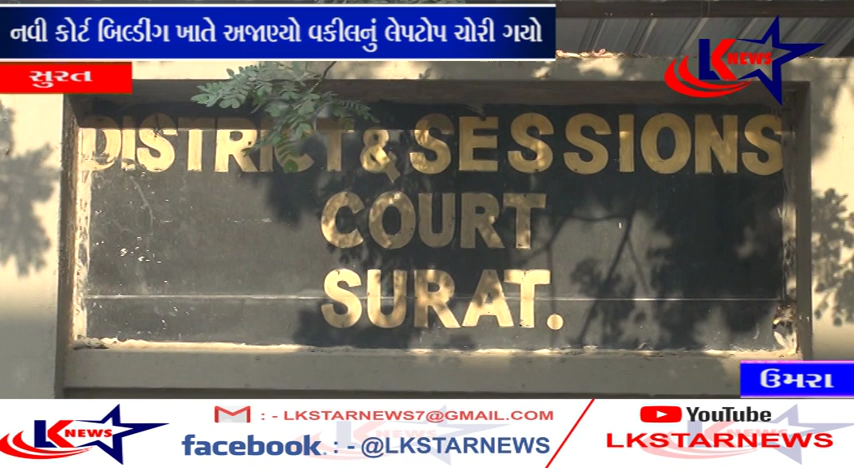 નવી કોર્ટ બિલ્ડીંગ ખાતે અજાણ્યો વકીલનું લેપટોપ ચોરી ગયો
સુરત
LK NEWS
DISTRICT & SESSIONS
COURT
SURAT.
ઉમરા
LK NEWS
: - LKSTARNEWS7@GMAIL.COM
facebook. : - @LKSTARNEWS
YouTube
LKSTARNEWS